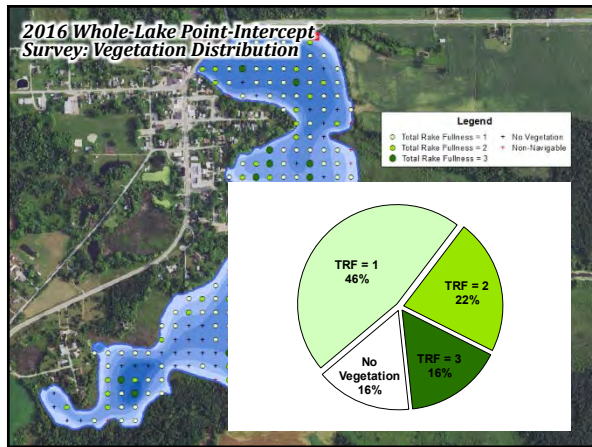 2016 Whole-Lake Point-Intercept
Survey: Vegetation Distribution
Legend
Total Rake Fullness = 1
Total Rake Fullness = 2
Total Rake Fullness = 3
No Vegetation
Non-Navigable
TRF = 1
46%
TRF = 2
22%
TRF = 3
16%
No
Vegetation
16%